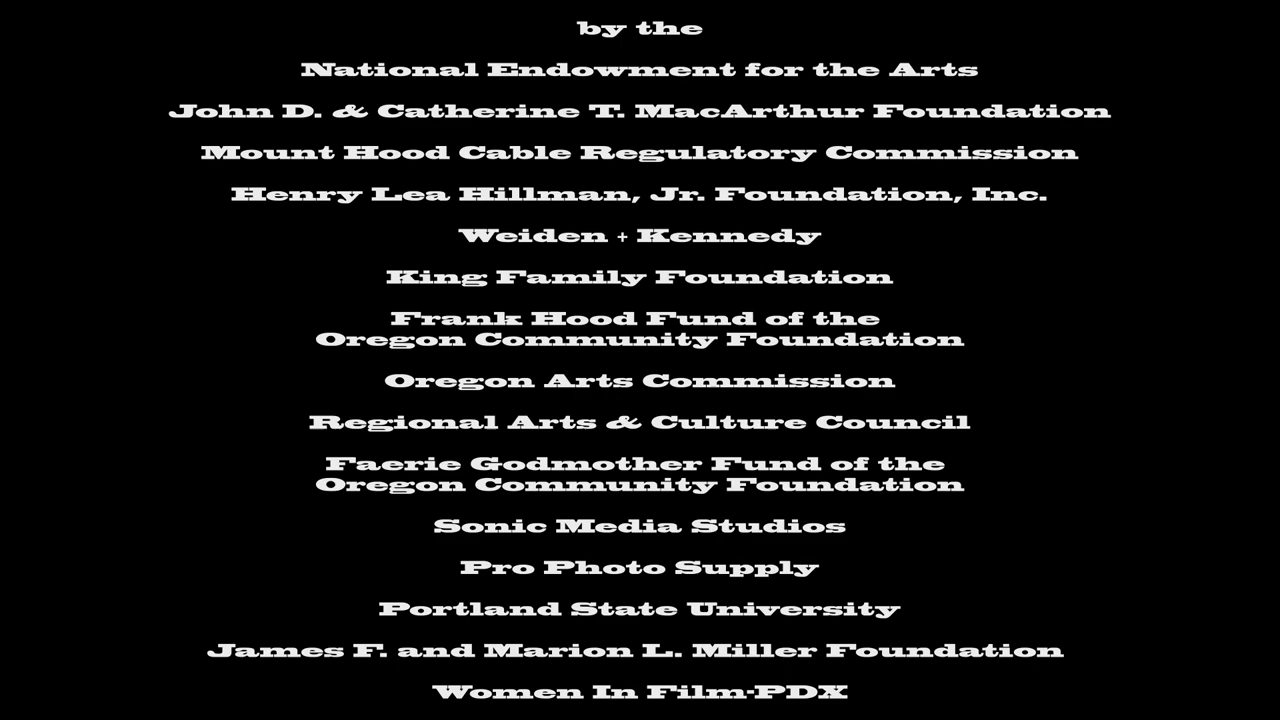 by the
National Endowment for the Arts
John D. & Catherine T. MacArthur Foundation
Mount Hood Cable Regulatory Commission
Henry Lea Hillman, Jr. Foundation, Inc.
Weiden + Kennedy
King Family Foundation
Frank Hood Fund of the
Oregon Community Foundation
Oregon Arts Commission
Regional Arts & Culture Council
Faerie Godmother Fund of the
Oregon Community Foundation
Sonic Media Studios
Pro Photo Supply
Portland State University
James F. and Marion L. Miller Foundation
Women In Film-PDX